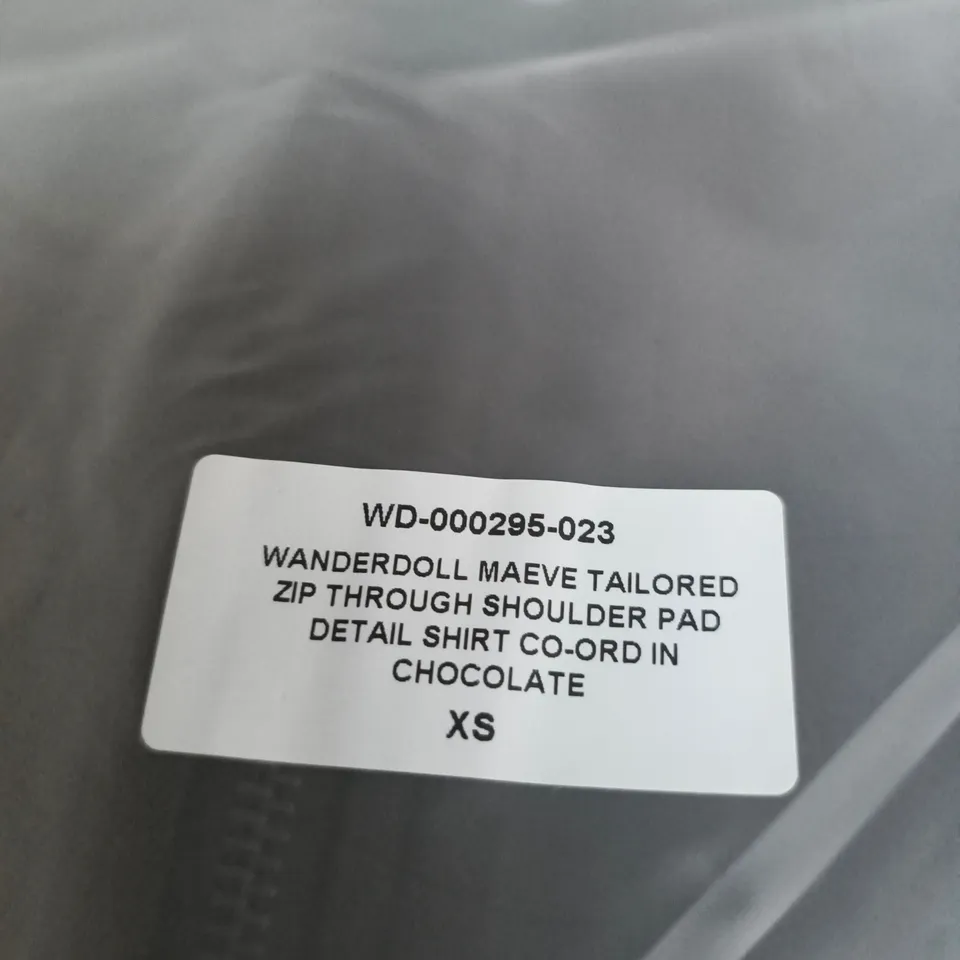 WD-000295-023
WANDERDOLL MAEVE TAILORED
ZIP THROUGH SHOULDER PAD
DETAIL SHIRT CO-ORD IN
CHOCOLATE
XS